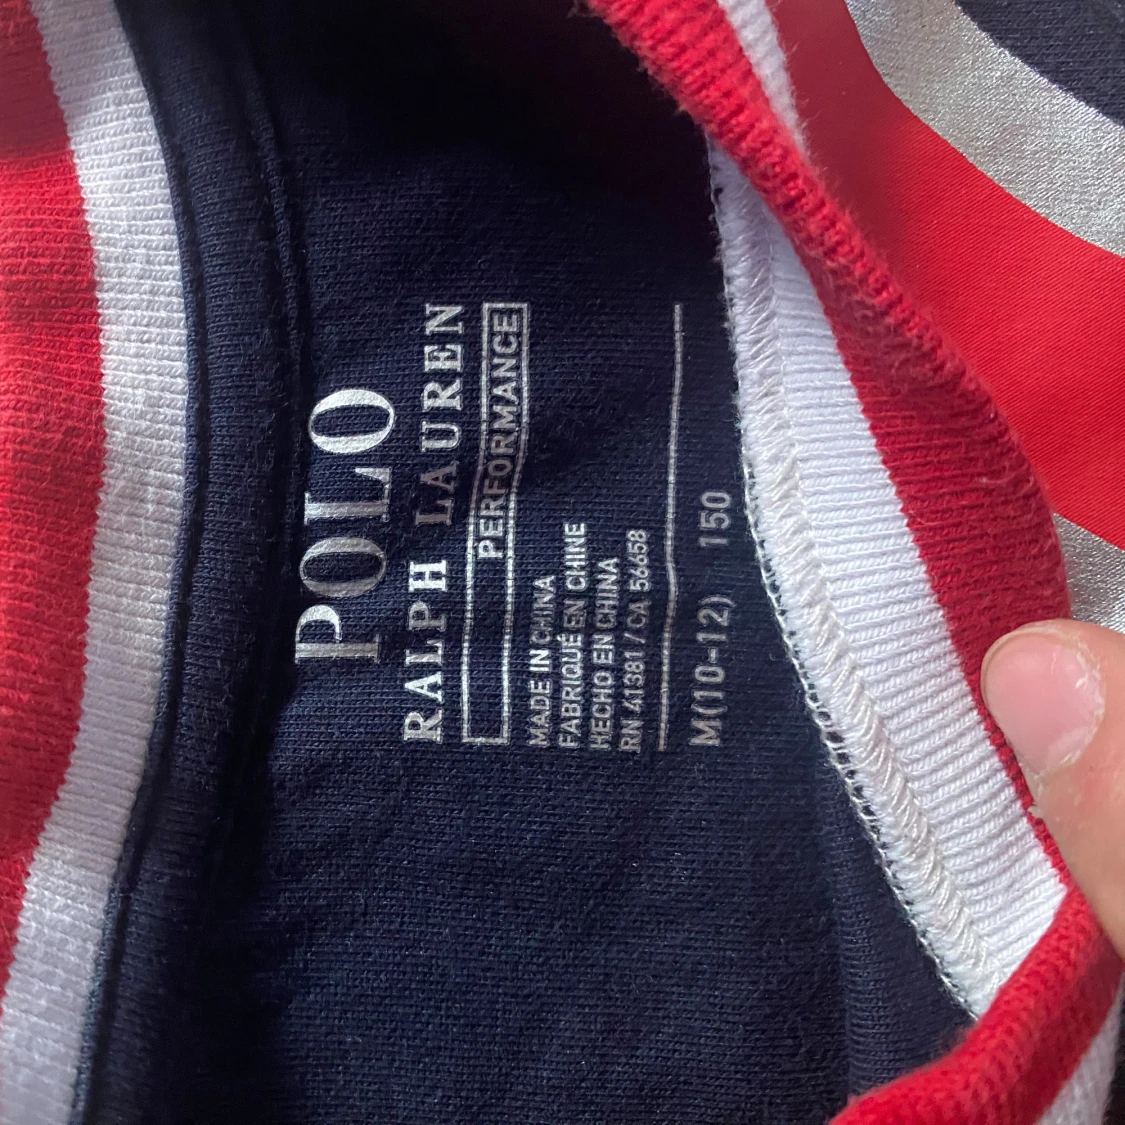 POLO
RALPH LAUREN
PERFORMANCE
MADE IN CHINA
FABRIQUÉ EN CHINE
HECHO EN CHINA
RN 41381 / CA 56658
M(10-12) 150